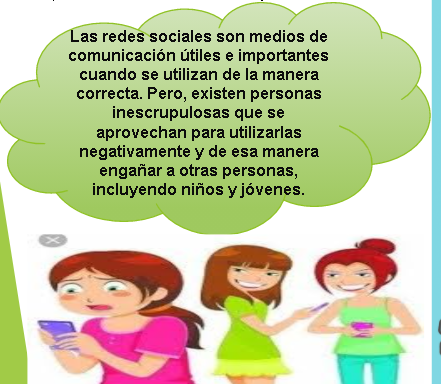 Las redes sociales son medios de
comunicación útiles e importantes
cuando se utilizan de la manera
correcta. Pero, existen personas
inescrupulosas que se
aprovechan para utilizarlas
negativamente y de esa manera
engañar a otras personas,
incluyendo niños y jóvenes.